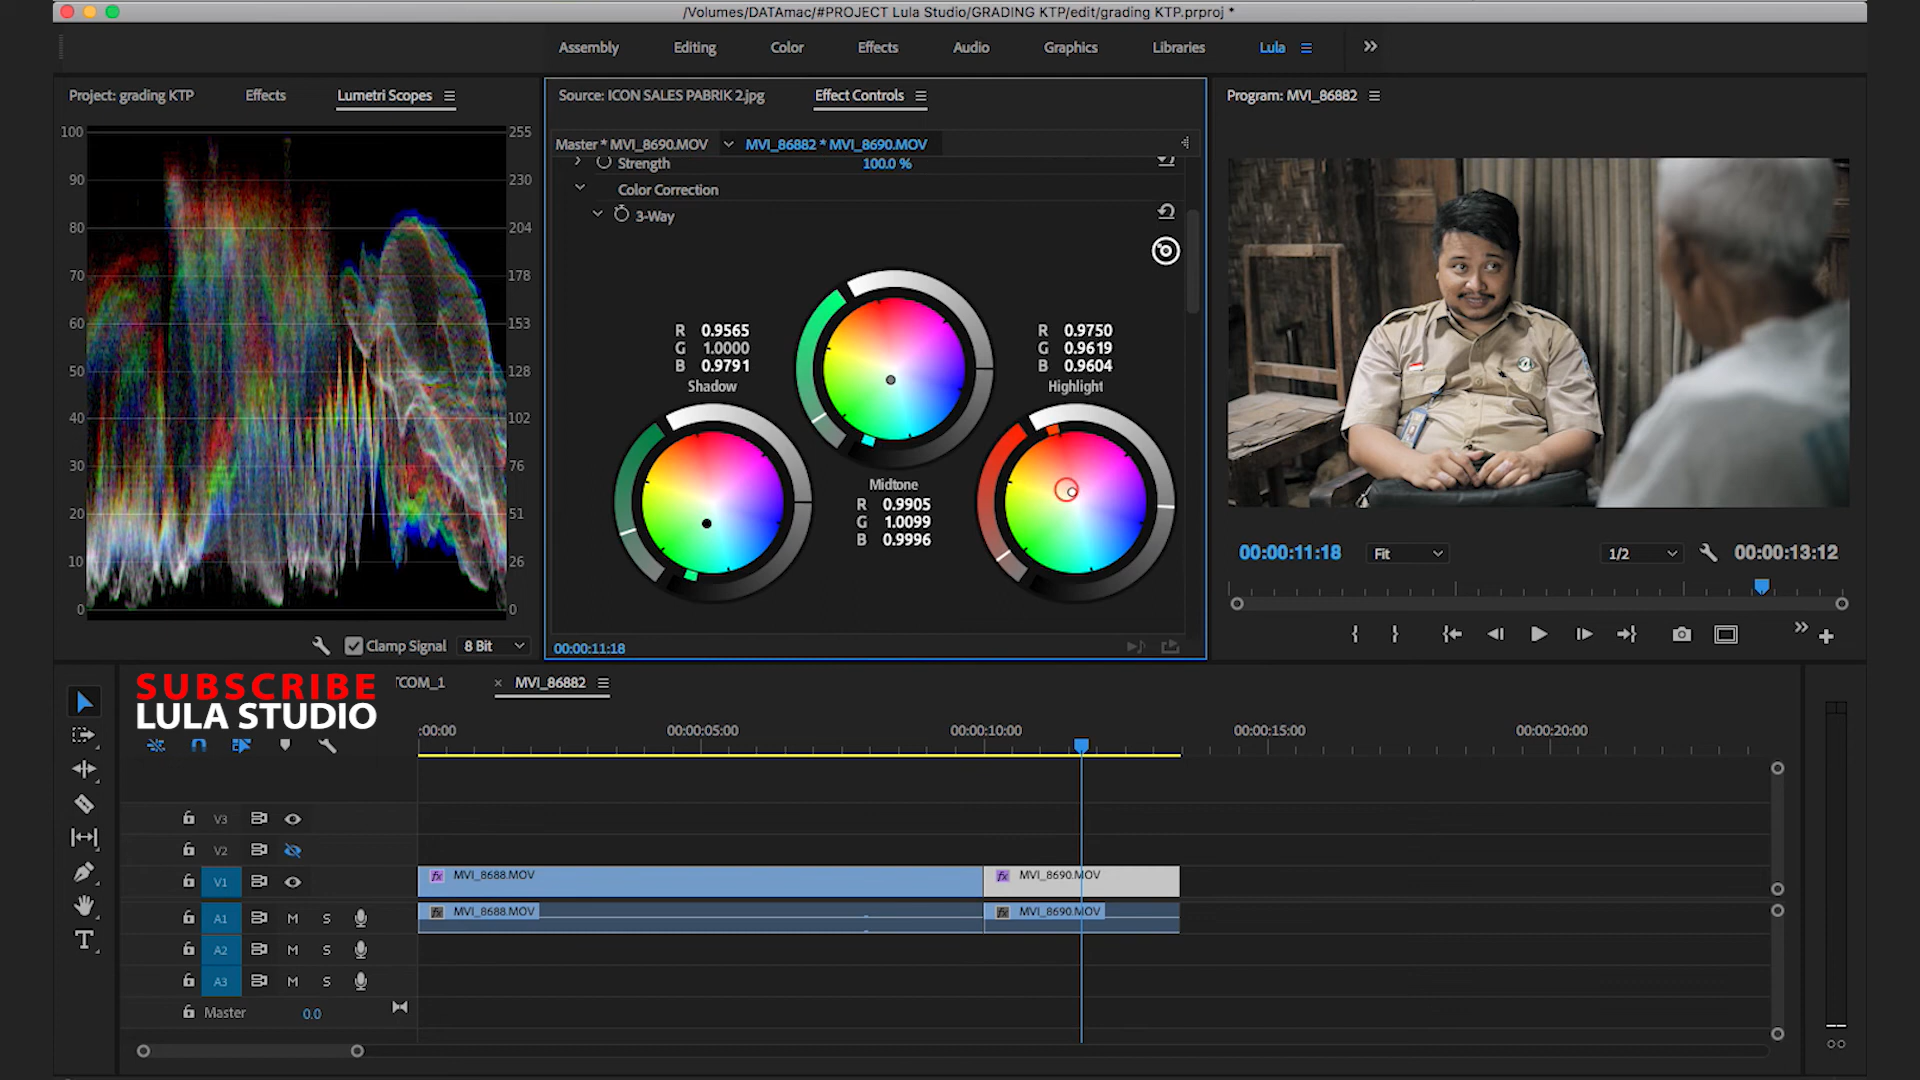 /Volumes/DATAmac/#PROJECT Lula Studio/GRADING KTP/edit/grading KTP.prproj *
Assembly
Editing
Color
Effects
Audio
Graphics
Libraries
Lula
Project: grading KTP
Effects
Lumetri Scopes
Source: ICON SALES PABRIK 2.jpg
Effect Controls
Program: MVI_86882
Master * MVI_8690.MOV
MVI_86882 * MVI_8690.MOV
Strength
100.0 %
Color Correction
3-Way
100
90
80
70
60
50
40
30
20
10
0
255
230
204
178
153
128
102
76
51
26
0
R 0.9565
G 1.0000
B 0.9791
Shadow
R 0.9750
G 0.9619
B 0.9604
Highlight
Midtone
R 0.9905
G 1.0099
B 0.9996
Clamp Signal
8 Bit
00:00:11:18
00:00:11:18
Fit
1/2
00:00:13:12
SUBSCRIBE
LULA STUDIO
TCOM_1
× MVI_86882
:00:00
00:00:05:00
00:00:10:00
00:00:15:00
00:00:20:00
V3
V2
V1
fx MVI_8688.MOV
fx MVI_8690.MOV
A1 M S
fx MVI_8688.MOV
fx MVI_8690.MOV
A2 M S
A3 M S
Master
0.0